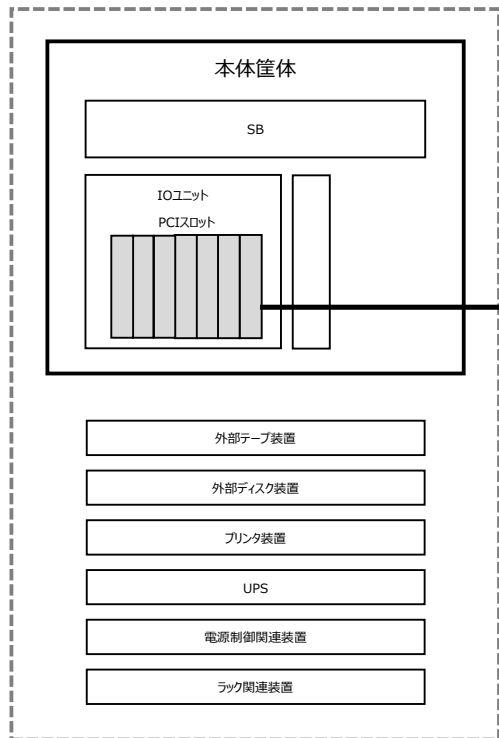 本体筐体
SB
IOユニット
PCIスロット
外部テープ装置
外部ディスク装置
プリンタ装置
UPS
電源制御関連装置
ラック関連装置